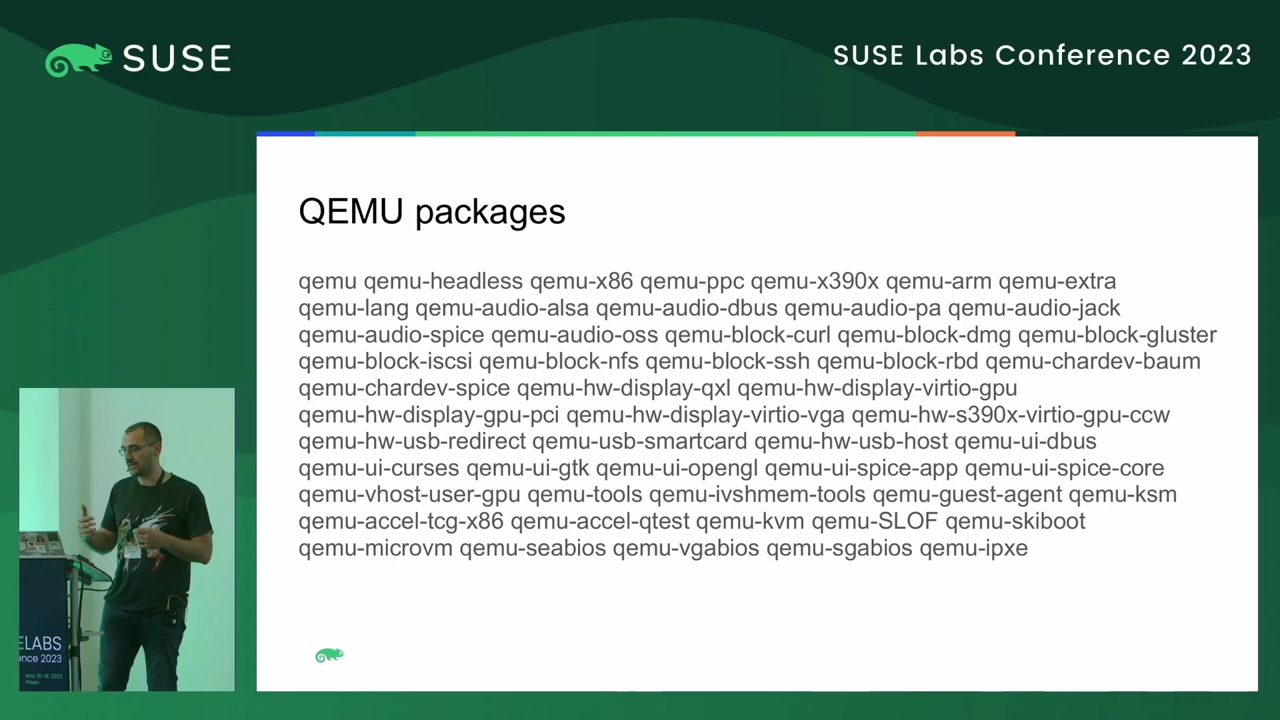 SUSE
SUSE Labs Conference 2023
QEMU packages
qemu qemu-headless qemu-x86 qemu-ppc qemu-x390x qemu-arm qemu-extra
qemu-lang qemu-audio-alsa qemu-audio-dbus qemu-audio-pa qemu-audio-jack
qemu-audio-spice qemu-audio-oss qemu-block-curl qemu-block-dmg qemu-block-gluster
qemu-block-iscsi qemu-block-nfs qemu-block-ssh qemu-block-rbd qemu-chardev-baum
qemu-chardev-spice qemu-hw-display-qxl qemu-hw-display-virtio-gpu
qemu-hw-display-gpu-pci qemu-hw-display-virtio-vga qemu-hw-s390x-virtio-gpu-ccw
qemu-hw-usb-redirect qemu-usb-smartcard qemu-hw-usb-host qemu-ui-dbus
qemu-ui-curses qemu-ui-gtk qemu-ui-opengl qemu-ui-spice-app qemu-ui-spice-core
qemu-vhost-user-gpu qemu-tools qemu-ivshmem-tools qemu-guest-agent qemu-ksm
qemu-accel-tcg-x86 qemu-accel-qtest qemu-kvm qemu-SLOF qemu-skiboot
qemu-microvm qemu-seabios qemu-vgabios qemu-sgabios qemu-ipxe
ELABS
ence 2023
2023
Pilsen